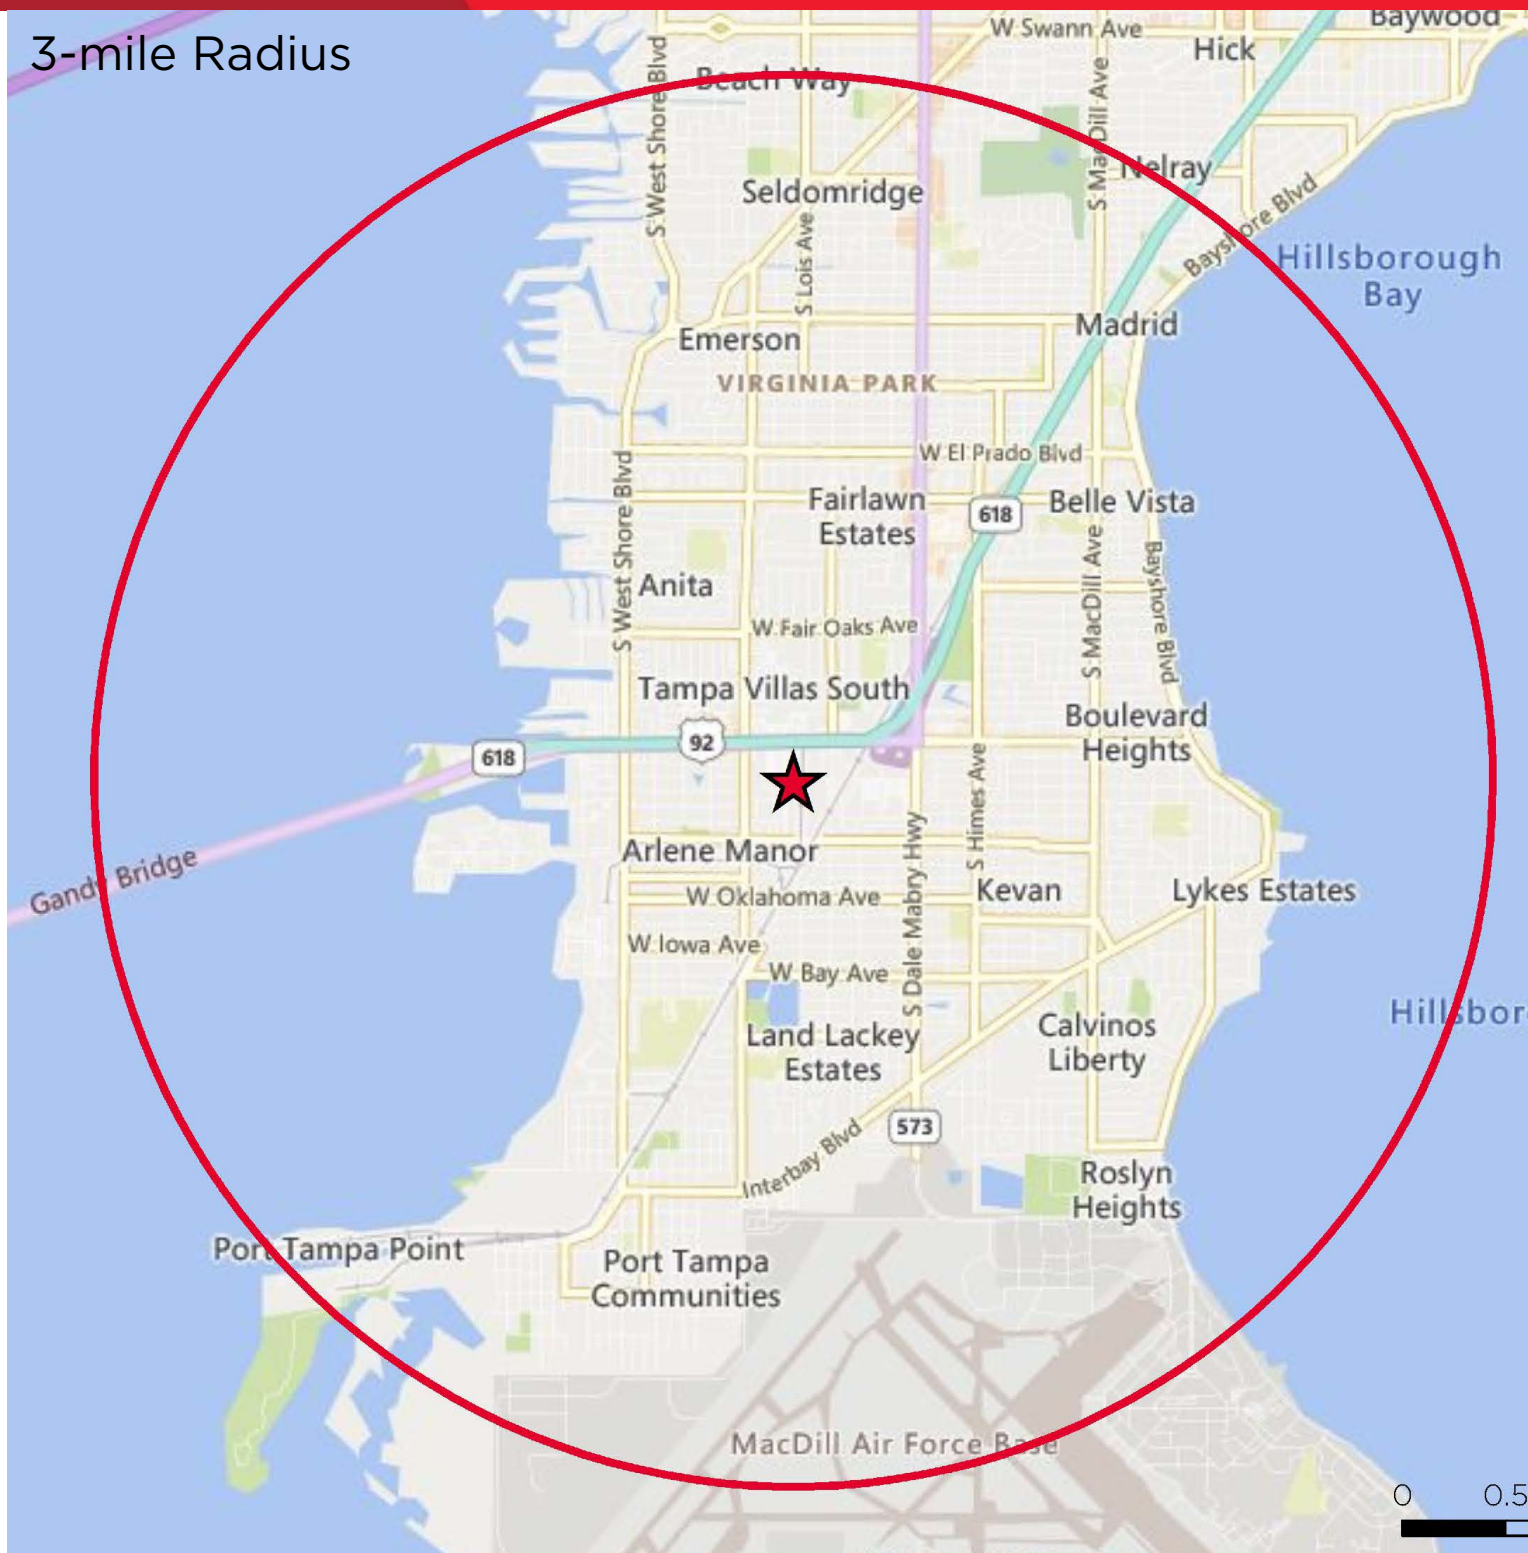 3-mile Radius
Baywood
W Swann Ave
Hick
S West Shore Blvd
Beach Way
S MacDill Ave
Nelray
Seldomridge
S Lois Ave
Bayshore Blvd
Hillsborough
Bay
Madrid
Emerson
VIRGINIA PARK
W El Prado Blvd
S West Shore Blvd
Fairlawn
Estates
618
Belle Vista
S MacDill Ave
Bayshore Blvd
Anita
W Fair Oaks Ave
Tampa Villas South
Boulevard
Heights
92
618
S Himes Ave
S Dale Mabry Hwy
Arlene Manor
Gandy Bridge
W Oklahoma Ave
Kevan
Lykes Estates
W Iowa Ave
W Bay Ave
Hillsbor
Land Lackey
Estates
Calvinos
Liberty
573
Interbay Blvd
Roslyn
Heights
Port Tampa Point
Port Tampa
Communities
MacDill Air Force Base
0 0.5